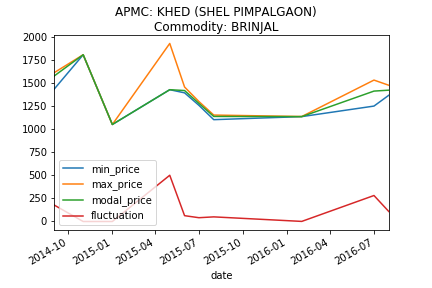 APMC: KHED (SHEL PIMPALGAON)
Commodity: BRINJAL
2000
1750
1500
1250
1000
750
500
250
0
min_price
max_price
modal_price
fluctuation
2014-10
2015-01
2015-04
2015-07
2015-10
2016-01
2016-04
2016-07
date